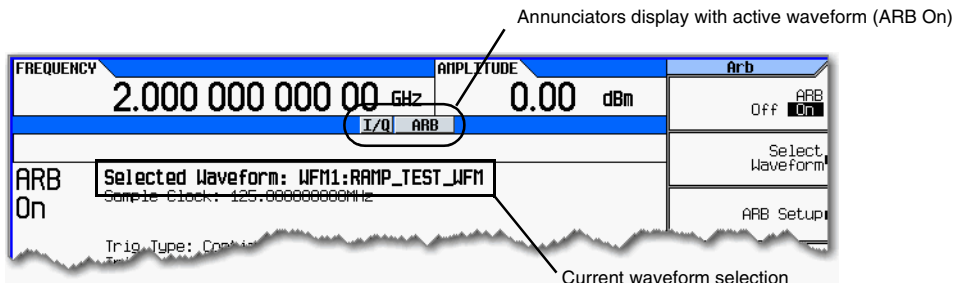 Annunciators display with active waveform (ARB On)
FREQUENCY
AMPLITUDE
Arb
2.000 000 000 00 GHz
0.00 dBm
ARB
Off On
I/Q ARB
Select
Waveform
ARB
On
Selected Waveform: WFM1:RAMP_TEST_WFM
Sample Clock: 125.000000000MHz
ARB Setup
Trig Type:
Current waveform selection